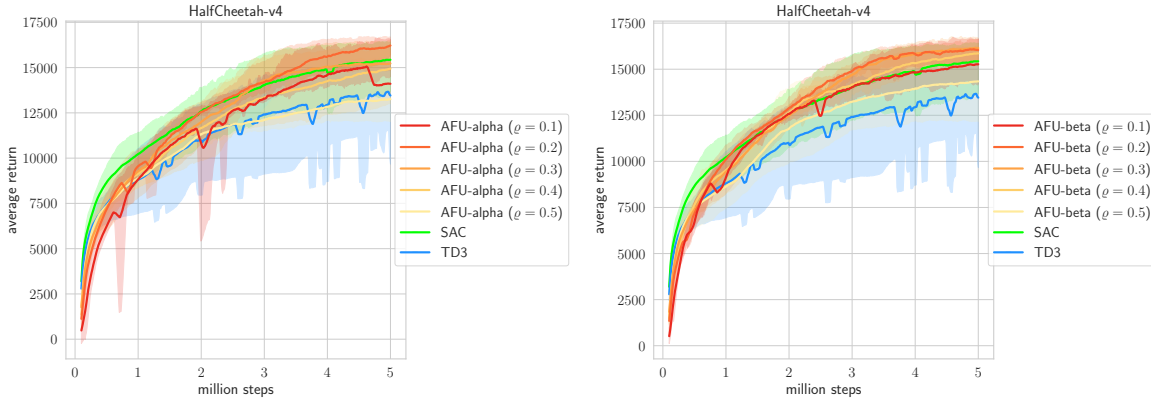 HalfCheetah-v4
17500
15000
12500
10000
7500
5000
2500
0
average return
0 1 2 3 4 5
million steps
AFU-alpha (ϱ = 0.1)
AFU-alpha (ϱ = 0.2)
AFU-alpha (ϱ = 0.3)
AFU-alpha (ϱ = 0.4)
AFU-alpha (ϱ = 0.5)
SAC
TD3
HalfCheetah-v4
17500
15000
12500
10000
7500
5000
2500
0
average return
0 1 2 3 4 5
million steps
AFU-beta (ϱ = 0.1)
AFU-beta (ϱ = 0.2)
AFU-beta (ϱ = 0.3)
AFU-beta (ϱ = 0.4)
AFU-beta (ϱ = 0.5)
SAC
TD3